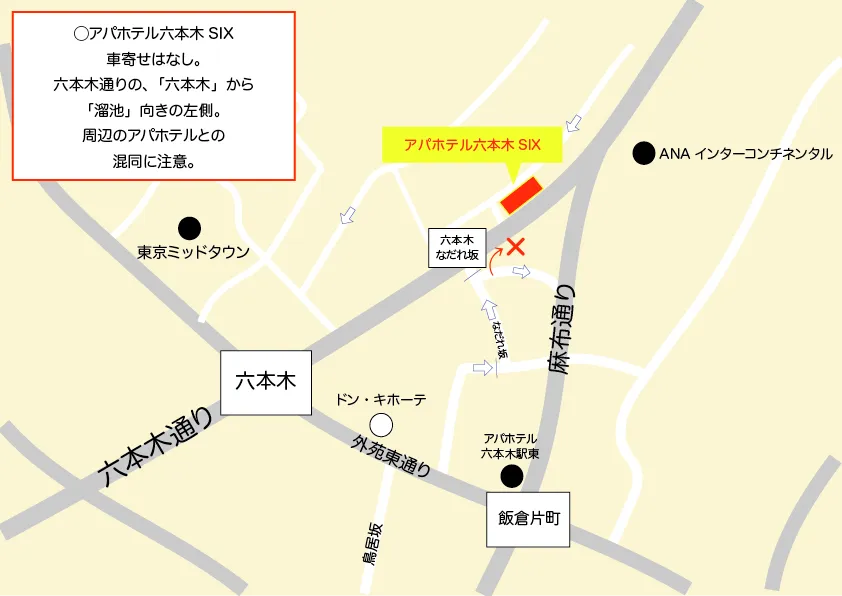 ○アパホテル六本木 SIX
車寄せはなし。
六本木通りの、「六本木」から
「溜池」向きの左側。
周辺のアパホテルとの
混同に注意。
アパホテル六本木 SIX
ANA インターコンチネンタル
東京ミッドタウン
六本木
なだれ坂
なだれ坂
麻布通り
六本木
ドン・キホーテ
六本木通り
外苑東通り
アパホテル
六本木駅東
飯倉片町
鳥居坂